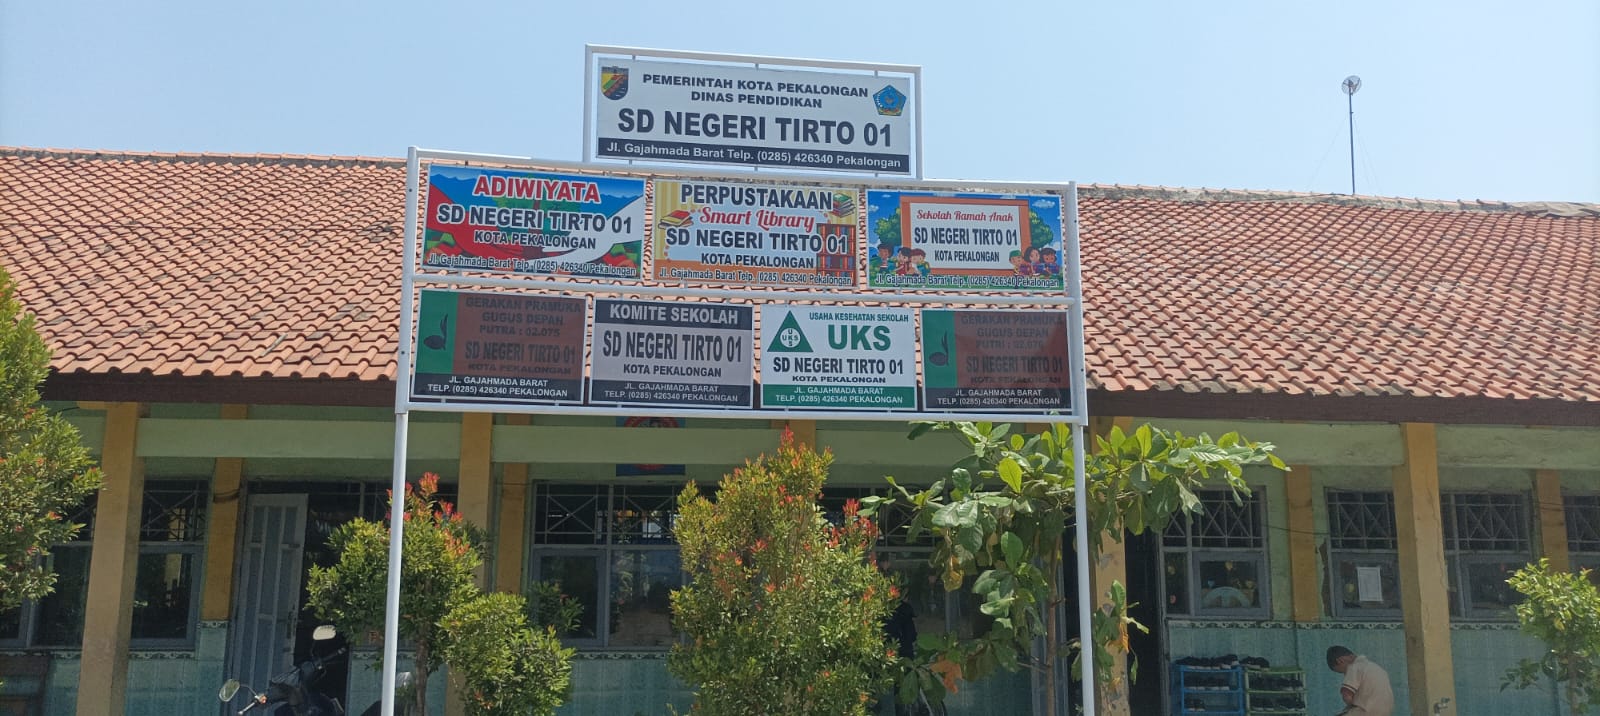 PEMERINTAH KOTA PEKALONGAN
DINAS PENDIDIKAN
SD NEGERI TIRTO 01
Jl. Gajahmada Barat Telp. (0285) 426340 Pekalongan
ADIWIYATA
SD NEGERI TIRTO 01
KOTA PEKALONGAN
Jl. Gajahmada Barat Telp. (0285) 426340 Pekalongan
PERPUSTAKAAN
Smart Library
SD NEGERI TIRTO 01
KOTA PEKALONGAN
Jl. Gajahmada Barat Telp. (0285) 426340 Pekalongan
Sekolah Ramah Anak
SD NEGERI TIRTO 01
KOTA PEKALONGAN
Jl. Gajahmada Barat Telp. (0285) 426340 Pekalongan
GERAKAN PRAMUKA
GUGUS DEPAN
PUTRA : 02.075
SD NEGERI TIRTO 01
KOTA PEKALONGAN
JL. GAJAHMADA BARAT
TELP. (0285) 426340 PEKALONGAN
KOMITE SEKOLAH
SD NEGERI TIRTO 01
KOTA PEKALONGAN
JL. GAJAHMADA BARAT
TELP. (0285) 426340 PEKALONGAN
USAHA KESEHATAN SEKOLAH
U
UKS
S
UKS
SD NEGERI TIRTO 01
KOTA PEKALONGAN
JL. GAJAHMADA BARAT
TELP. (0285) 426340 PEKALONGAN
GERAKAN PRAMUKA
GUGUS DEPAN
PUTRI : 02.076
SD NEGERI TIRTO 01
KOTA PEKALONGAN
JL. GAJAHMADA BARAT
TELP. (0285) 426340 PEKALONGAN